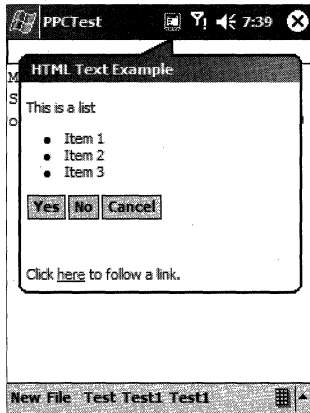 PPCTest 7:39
HTML Text Example
M
S
o
This is a list
• Item 1
• Item 2
• Item 3
Yes No Cancel
Click here to follow a link.
New File Test Test1 Test1